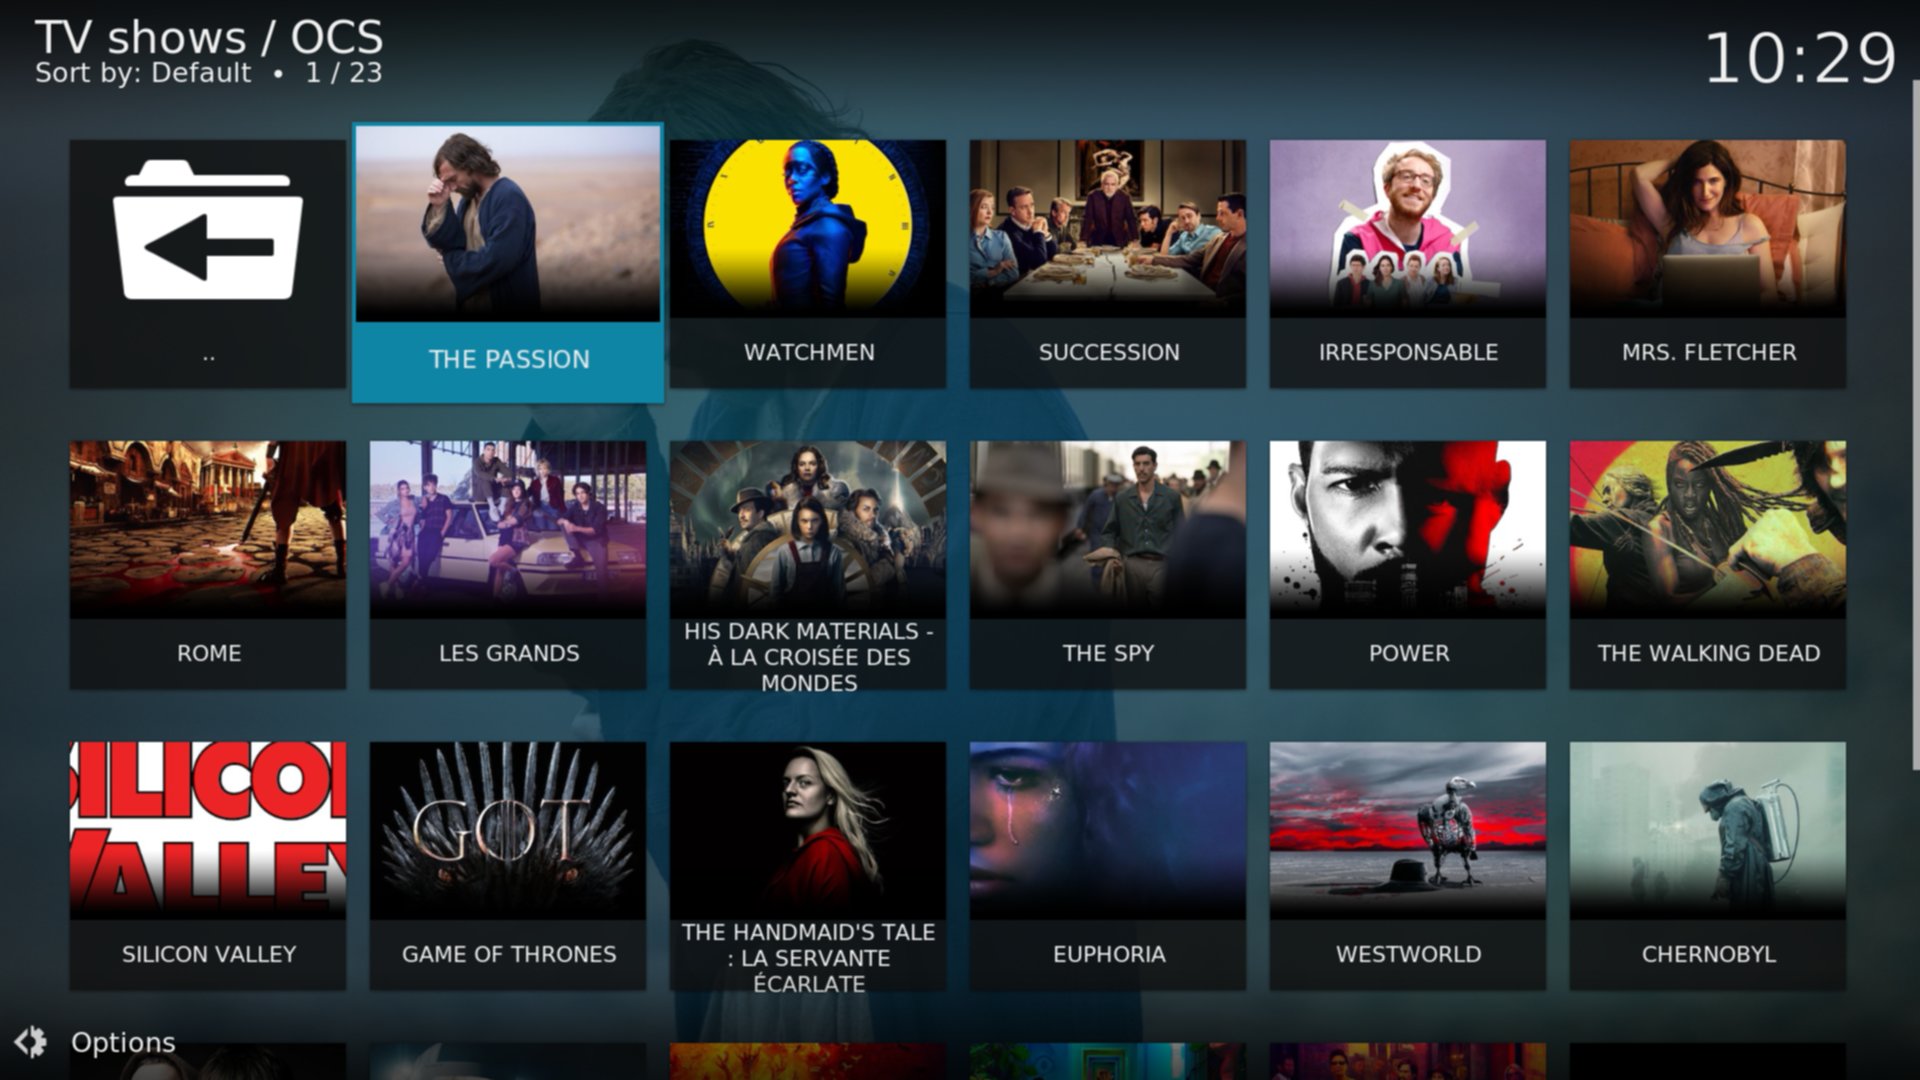 TV shows / OCS
Sort by: Default • 1 / 23
10:29
..
THE PASSION
WATCHMEN
SUCCESSION
IRRESPONSABLE
MRS. FLETCHER
ROME
LES GRANDS
HIS DARK MATERIALS -
À LA CROISÉE DES
MONDES
THE SPY
POWER
THE WALKING DEAD
SILICON
VALLEY
GOT
SILICON VALLEY
GAME OF THRONES
THE HANDMAID'S TALE
: LA SERVANTE
ÉCARLATE
EUPHORIA
WESTWORLD
CHERNOBYL
Options